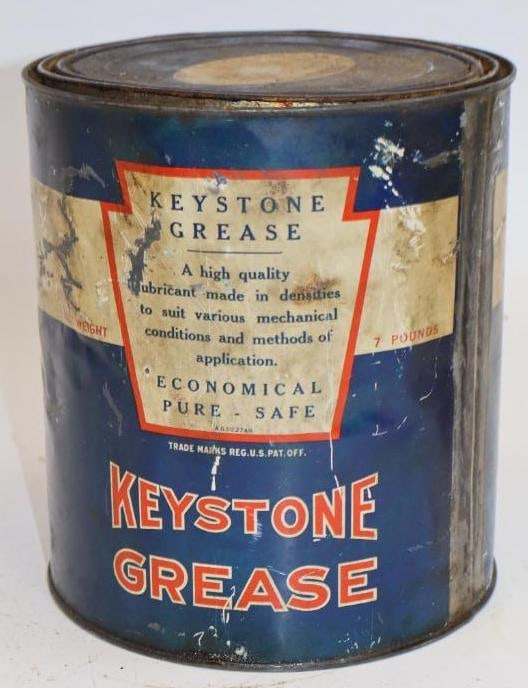 KEYSTONE
GREASE
A high quality
lubricant made in densities
to suit various mechanical
conditions and methods of
application.
ECONOMICAL
PURE - SAFE
WEIGHT
7 POUNDS
TRADE MARKS REG. U.S. PAT. OFF.
KEYSTONE
GREASE